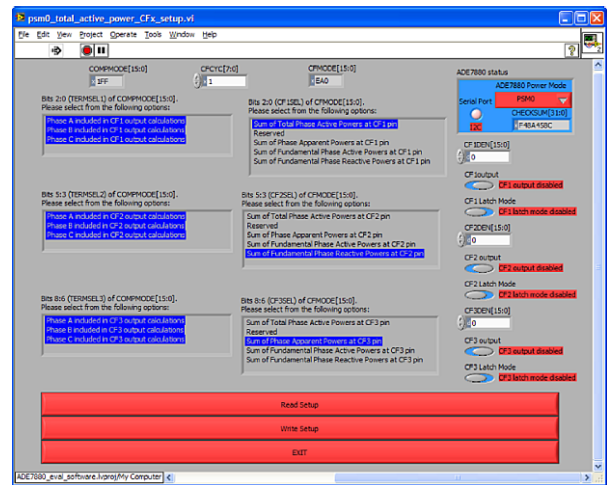 psm0_total_active_power_CFx_setup.vi
File Edit View Project Operate Tools Window Help
COMPMODE[15:0]
1FF
CFCYC[7:0]
1
CFMODE[15:0]
EA0
Bits 2:0 (TERMSEL1) of COMPMODE[15:0].
Please select from the following options:
Phase A included in CF1 output calculations
Phase B included in CF1 output calculations
Phase C included in CF1 output calculations
Bits 2:0 (CF1SEL) of CFMODE[15:0].
Please select from the following options:
Sum of Total Phase Active Powers at CF1 pin
Reserved
Sum of Phase Apparent Powers at CF1 pin
Sum of Fundamental Phase Active Powers at CF1 pin
Sum of Fundamental Phase Reactive Powers at CF1 pin
Bits 5:3 (TERMSEL2) of COMPMODE[15:0].
Please select from the following options:
Phase A included in CF2 output calculations
Phase B included in CF2 output calculations
Phase C included in CF2 output calculations
Bits 5:3 (CF2SEL) of CFMODE[15:0].
Please select from the following options:
Sum of Total Phase Active Powers at CF2 pin
Reserved
Sum of Phase Apparent Powers at CF2 pin
Sum of Fundamental Phase Active Powers at CF2 pin
Sum of Fundamental Phase Reactive Powers at CF2 pin
Bits 8:6 (TERMSEL3) of COMPMODE[15:0].
Please select from the following options:
Phase A included in CF3 output calculations
Phase B included in CF3 output calculations
Phase C included in CF3 output calculations
Bits 8:6 (CF3SEL) of CFMODE[15:0].
Please select from the following options:
Sum of Total Phase Active Powers at CF3 pin
Reserved
Sum of Phase Apparent Powers at CF3 pin
Sum of Fundamental Phase Active Powers at CF3 pin
Sum of Fundamental Phase Reactive Powers at CF3 pin
ADE7880 status
ADE7880 Power Mode
Serial Port
PSM0
CHECKSUM[31:0]
I2C
F48A458C
CF1DEN[15:0]
0
CF1output
CF1 output disabled
CF1 Latch Mode
CF1 latch mode disabled
CF2DEN[15:0]
0
CF2 output
CF2 output disabled
CF2 Latch Mode
CF2 latch mode disabled
CF3DEN[15:0]
0
CF3 output
CF3 output disabled
CF3 Latch Mode
CF3 latch mode disabled
Read Setup
Write Setup
EXIT
ADE7880_eval_software.lvproj/My Computer